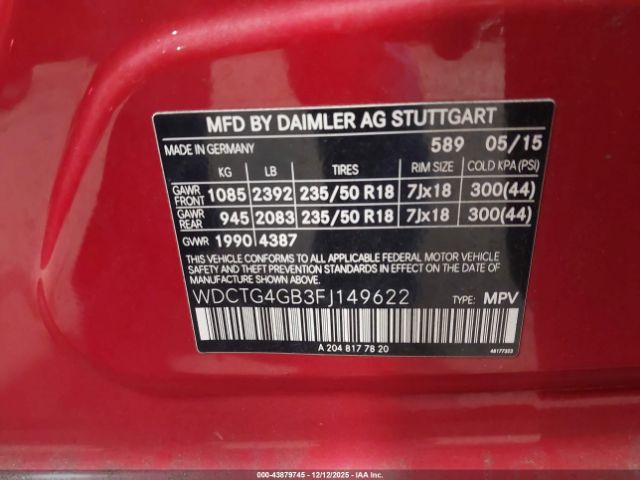 MFD BY DAIMLER AG STUTTGART
MADE IN GERMANY 589 05/15
KG LB TIRES RIM SIZE COLD KPA (PSI)
GAWR FRONT 1085 2392 235/50 R18 7Jx18 300(44)
GAWR REAR 945 2083 235/50 R18 7Jx18 300(44)
GVWR 1990 4387
THIS VEHICLE CONFORMS TO ALL APPLICABLE FEDERAL MOTOR VEHICLE
SAFETY, BUMPER AND THEFT PREVENTION STANDARDS IN EFFECT
ON THE DATE OF MANUFACTURE SHOWN ABOVE.
WDCTG4GB3FJ149622 TYPE: MPV
A 204 817 78 20 46177353
000-43879745 - 12/12/2025 - IAA Inc.